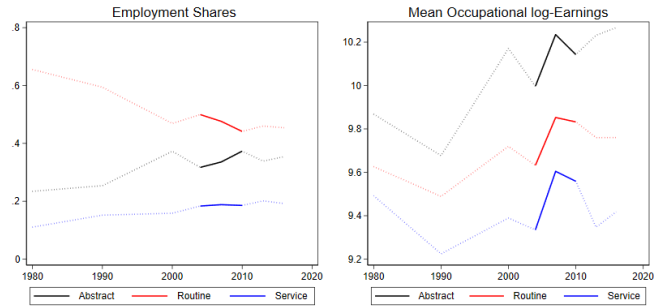 Employment Shares
.8
.6
.4
.2
0
1980 1990 2000 2010 2020
Abstract Routine Service
Mean Occupational log-Earnings
10.2
10
9.8
9.6
9.4
9.2
1980 1990 2000 2010 2020
Abstract Routine Service